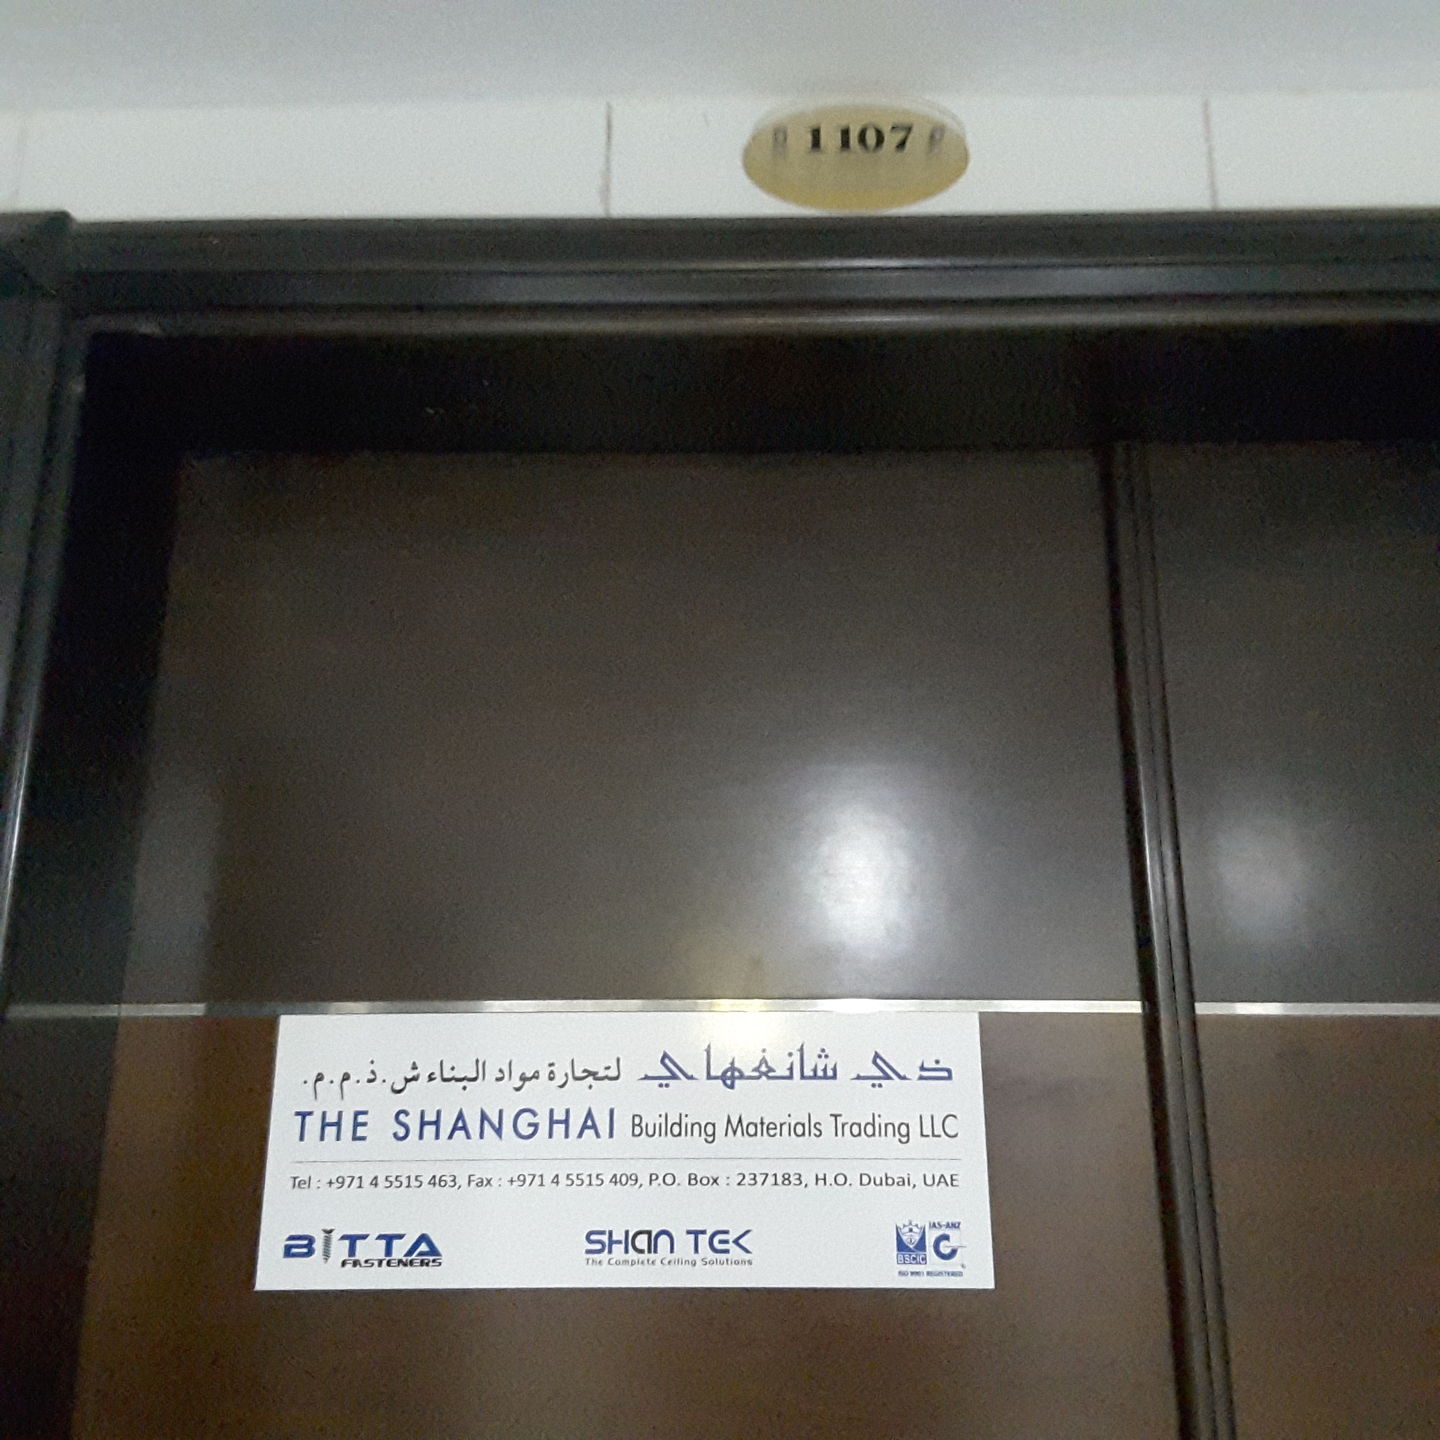 1107
ذي شانغهاي لتجارة مواد البناء ش.ذ.م.م.
THE SHANGHAI Building Materials Trading LLC
Tel : +971 4 5515 463, Fax : +971 4 5515 409, P.O. Box : 237183, H.O. Dubai, UAE
BITTA
FASTENERS
SHAN TEK
The Complete Ceiling Solutions
JAS-ANZ
BSCIC
ISO 9001 REGISTERED